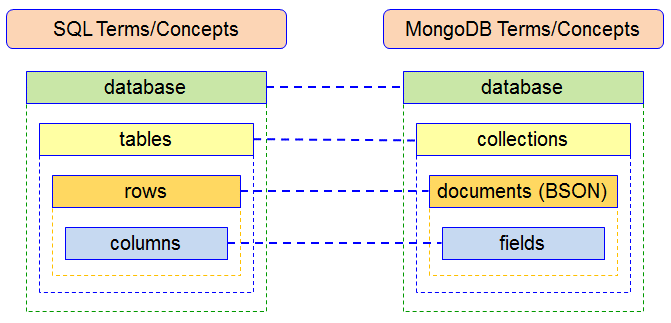 SQL Terms/Concepts
MongoDB Terms/Concepts
database
database
tables
collections
rows
documents (BSON)
columns
fields